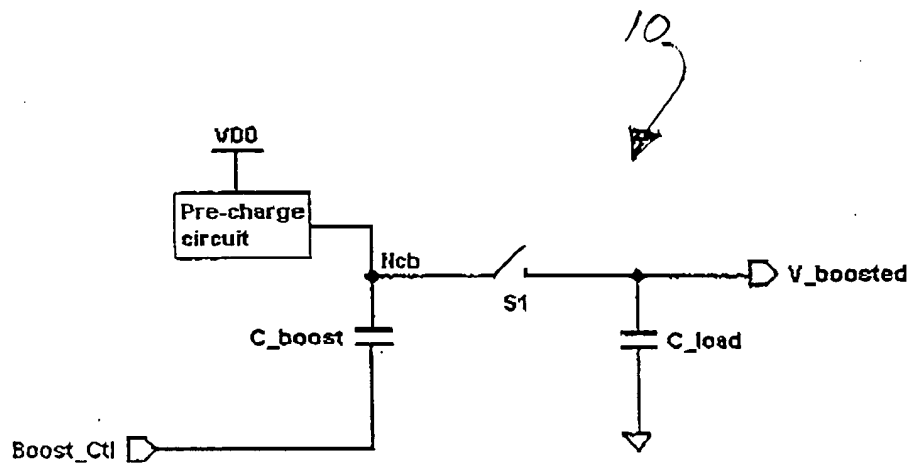 10
VDD
Pre-charge
circuit
Ncb
S1
V_boosted
C_boost
C_load
Boost_Ctl